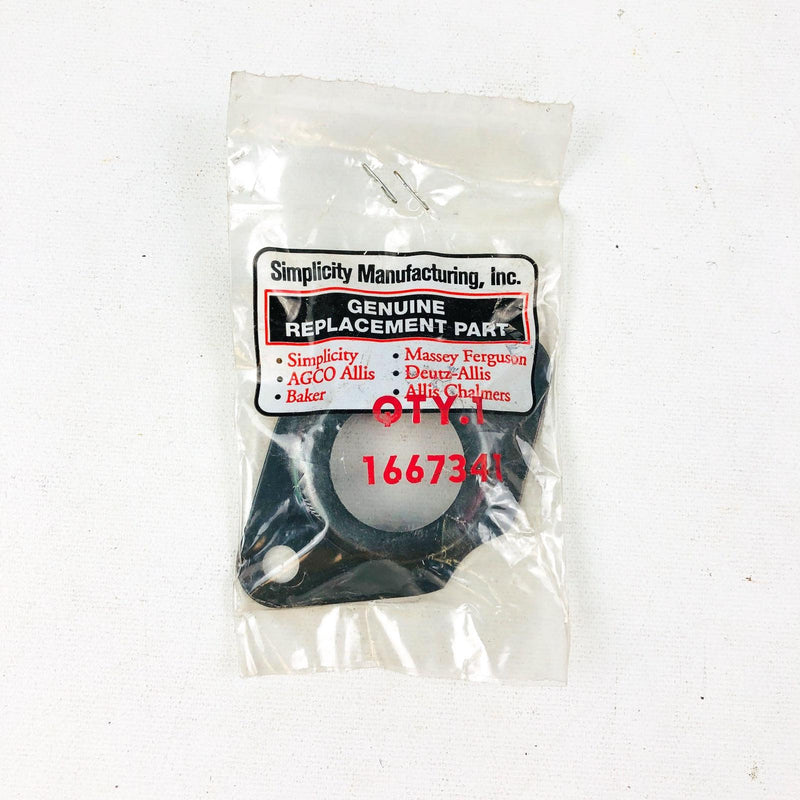 Simplicity Manufacturing, Inc.
GENUINE
REPLACEMENT PART
• Simplicity
• AGCO Allis
• Baker
• Massey Ferguson
• Deutz-Allis
• Allis Chalmers
QTY.1
1667341